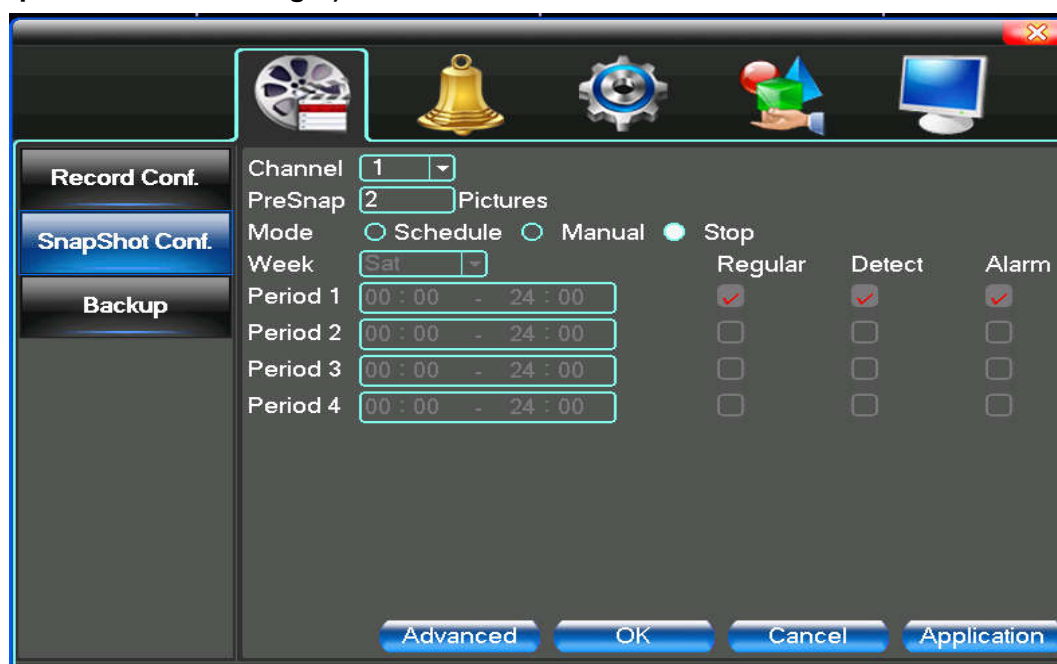 Record Conf.
SnapShot Conf.
Backup
Channel 1
PreSnap 2 Pictures
Mode Schedule Manual Stop
Week Sat Regular Detect Alarm
Period 1 00 : 00 - 24 : 00
Period 2 00 : 00 - 24 : 00
Period 3 00 : 00 - 24 : 00
Period 4 00 : 00 - 24 : 00
Advanced OK Cancel Application